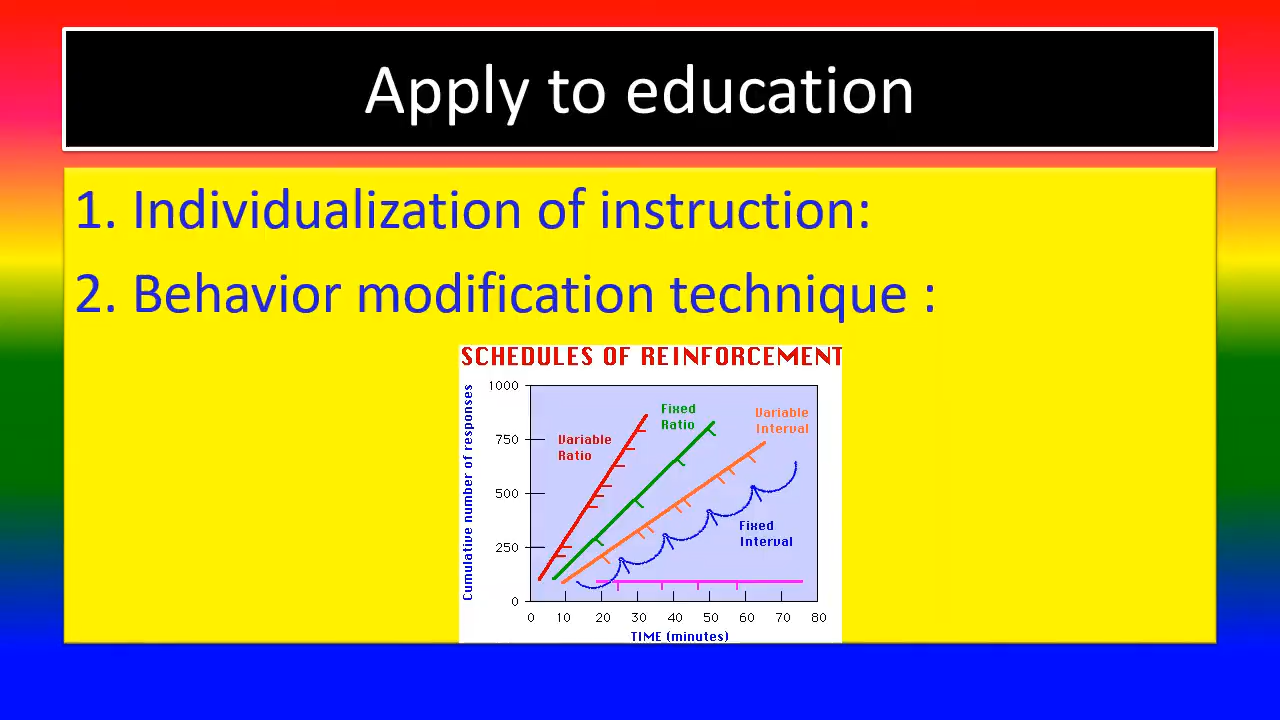 Apply to education
1. Individualization of instruction:
2. Behavior modification technique :
SCHEDULES OF REINFORCEMENT
Cumulative number of responses
1000
750
500
250
0
Variable
Ratio
Fixed
Ratio
Variable
Interval
Fixed
Interval
0 10 20 30 40 50 60 70 80
TIME (minutes)